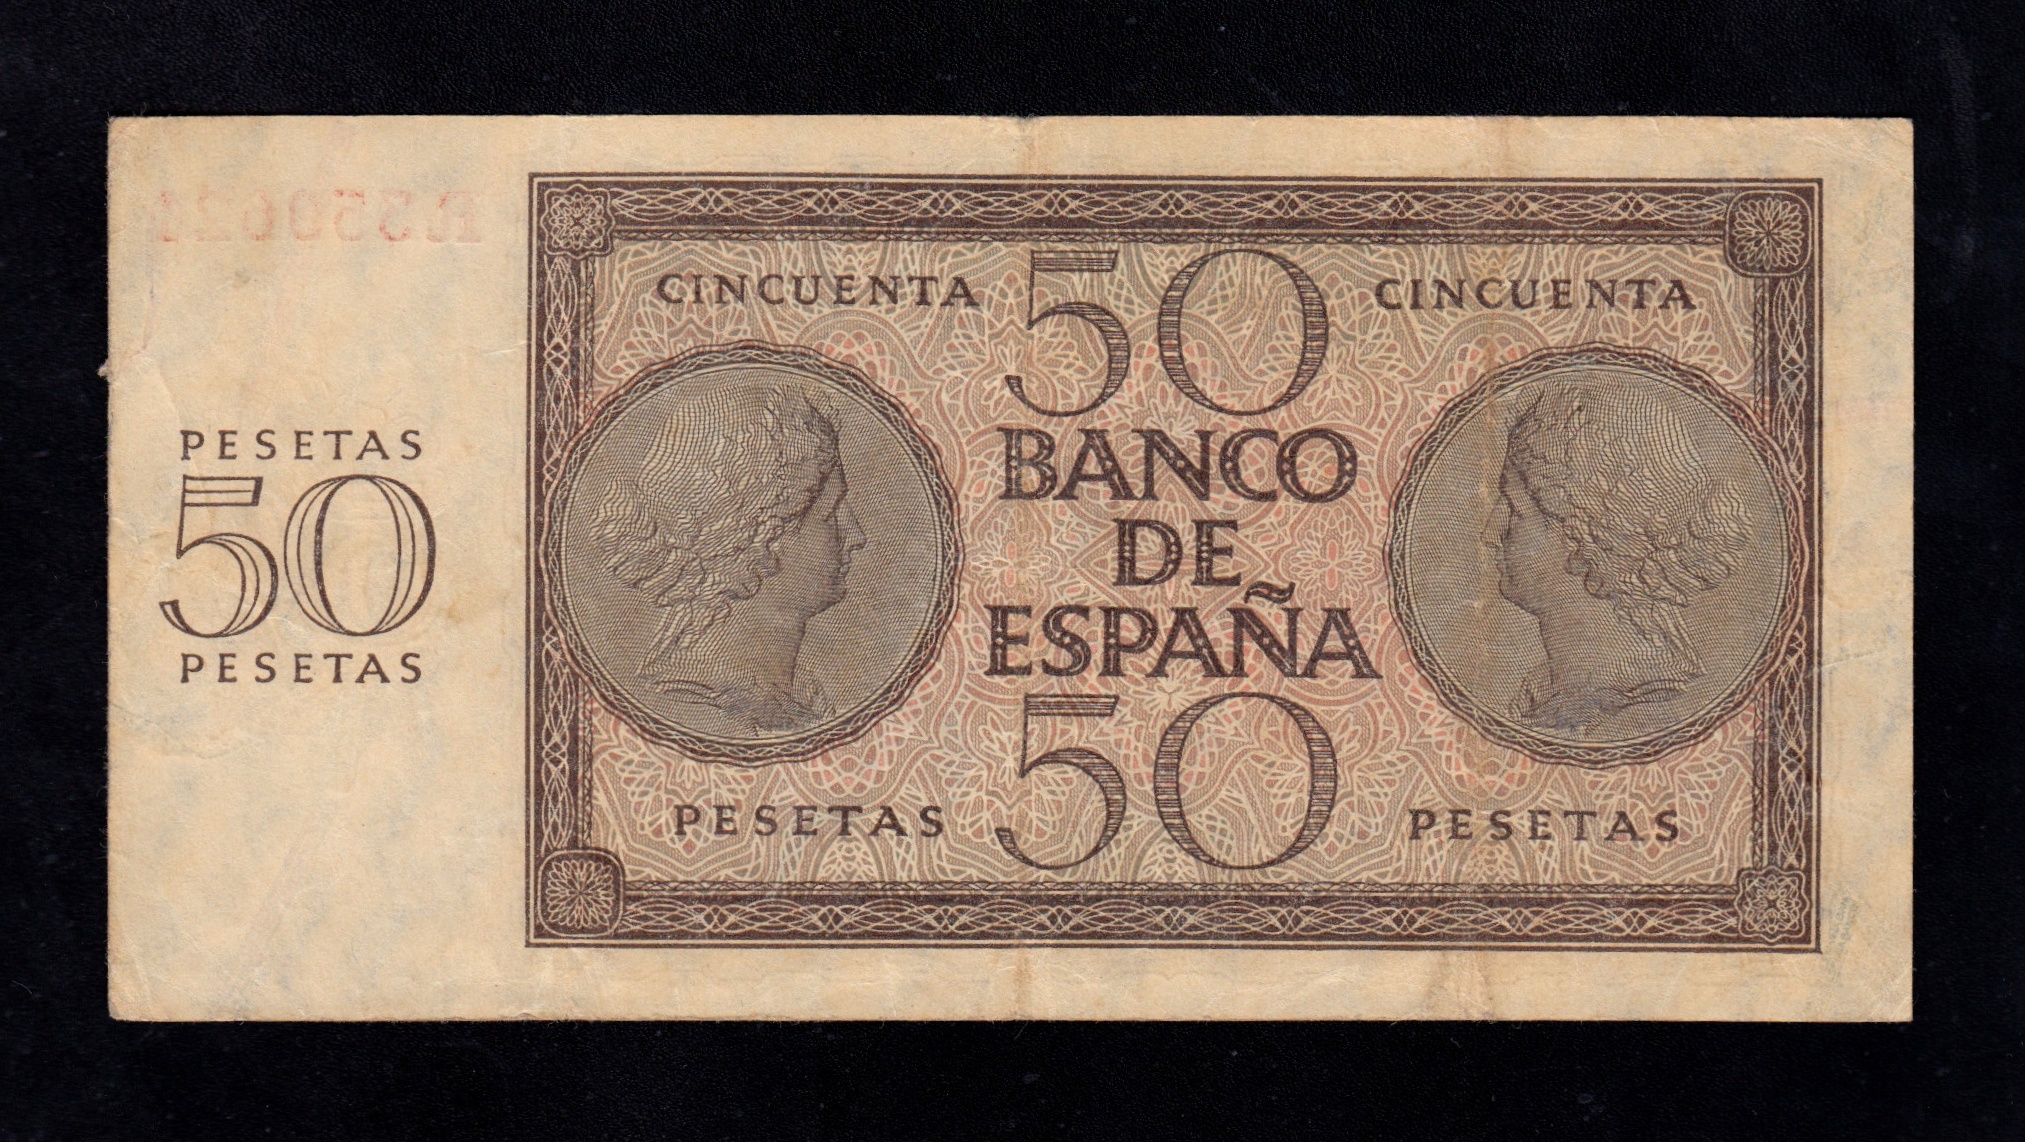 CINCUENTA 50 CINCUENTA
BANCO
DE
ESPAÑA
PESETAS 50 PESETAS
PESETAS
50
PESETAS